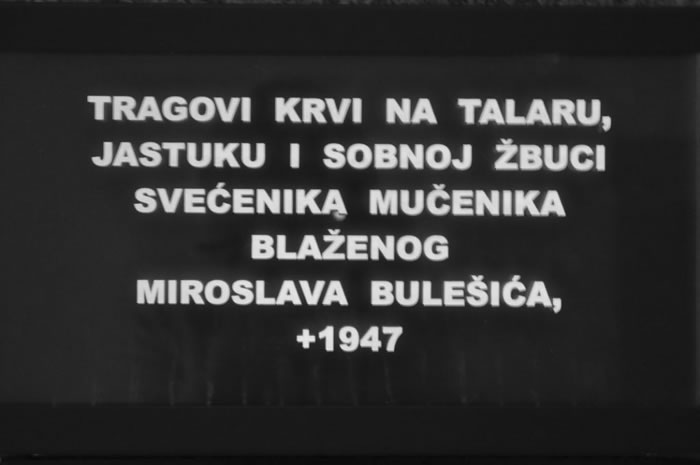 TRAGOVI KRVI NA TALARU,
JASTUKU I SOBNOJ ŽBUCI
SVEĆENIKA MUČENIKA
BLAŽENOG
MIROSLAVA BULEŠIĆA,
+1947